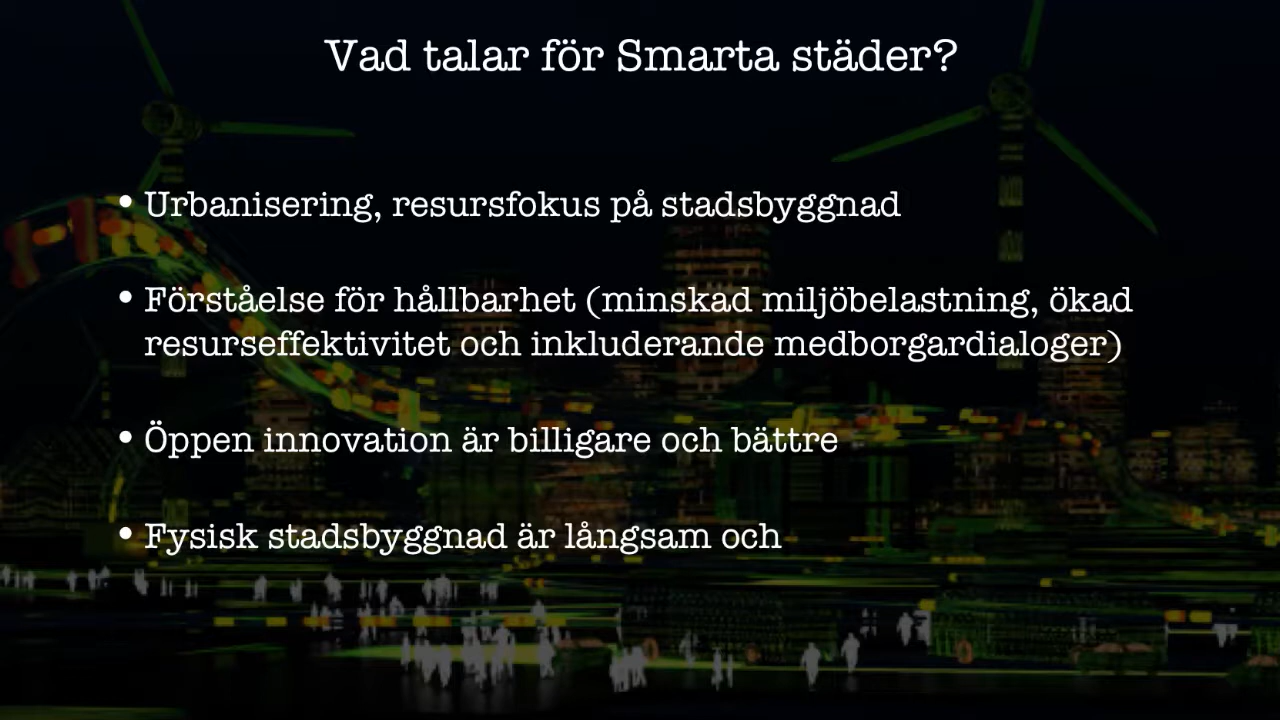 Vad talar för Smarta städer?
• Urbanisering, resursfokus på stadsbyggnad
• Förståelse för hållbarhet (minskad miljöbelastning, ökad
resurseffektivitet och inkluderande medborgardialoger)
• Öppen innovation är billigare och bättre
• Fysisk stadsbyggnad är långsam och